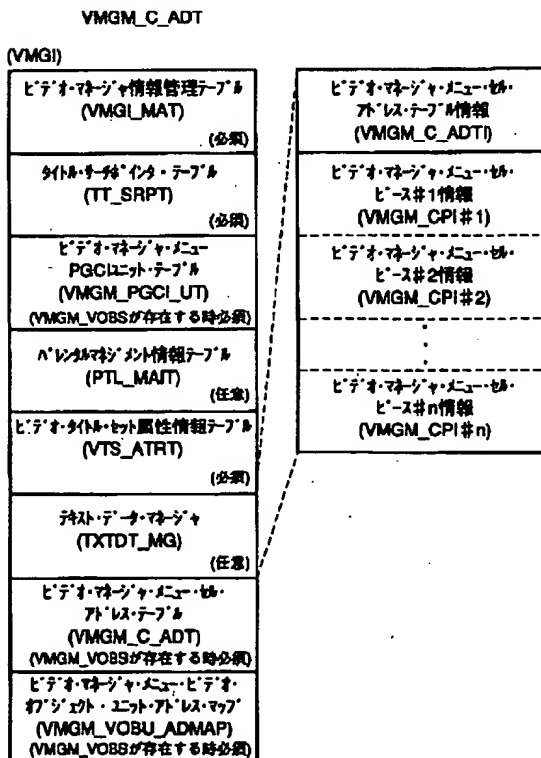 VMGM_C_ADT
(VMGI)
ビデオ・マネージャ情報管理テーブル
(VMGI_MAT)
(必須)
タイトル・サーチポインタ・テーブル
(TT_SRPT)
(必須)
ビデオ・マネージャ・メニュー
PGCIユニット・テーブル
(VMGM_PGCI_UT)
(VMGM_VOBSが存在する時必須)
パレンタルマネジメント情報テーブル
(PTL_MAIT)
(任意)
ビデオ・タイトル・セット属性情報テーブル
(VTS_ATRT)
(必須)
テキスト・データ・マネージャ
(TXTDT_MG)
(任意)
ビデオ・マネージャ・メニュー・セル・
アドレス・テーブル
(VMGM_C_ADT)
(VMGM_VOBSが存在する時必須)
ビデオ・マネージャ・メニュー・ビデオ・
オブジェクト・ユニット・アドレス・マップ
(VMGM_VOBU_ADMAP)
(VMGM_VOBSが存在する時必須)
ビデオ・マネージャ・メニュー・セル・
アドレス・テーブル情報
(VMGM_C_ADTI)
ビデオ・マネージャ・メニュー・セル・
ピース#1情報
(VMGM_CPI#1)
ビデオ・マネージャ・メニュー・セル・
ピース#2情報
(VMGM_CPI#2)
ビデオ・マネージャ・メニュー・セル・
ピース#n情報
(VMGM_CPI#n)